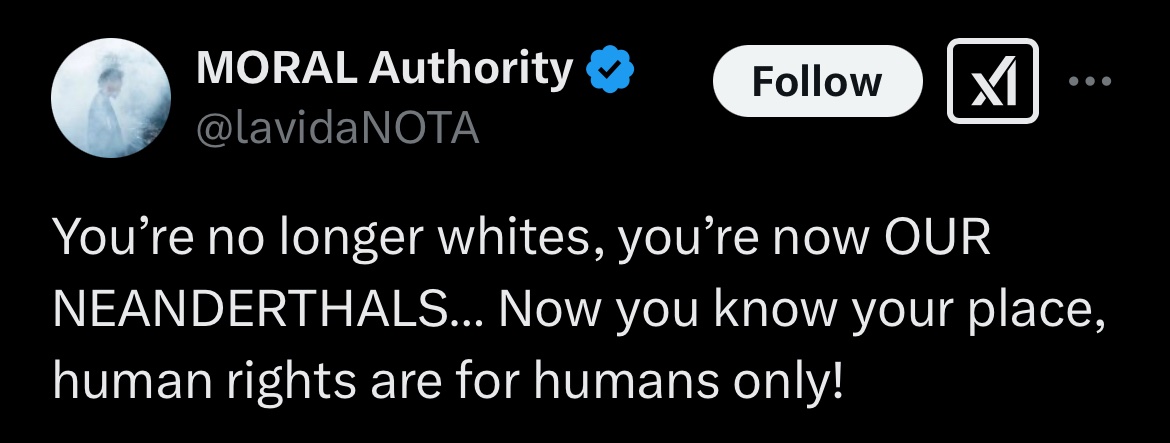 MORAL Authority
@lavidaNOTA
Follow
You’re no longer whites, you’re now OUR
NEANDERTHALS... Now you know your place,
human rights are for humans only!